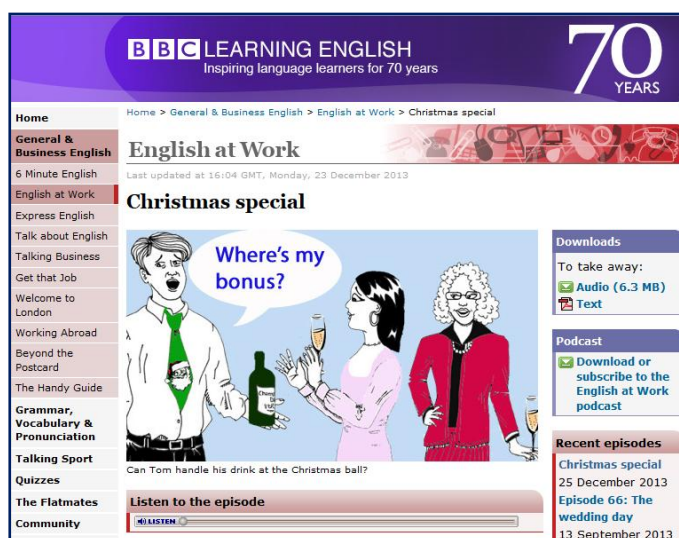 BBC LEARNING ENGLISH
Inspiring language learners for 70 years
70
YEARS
Home
General &
Business English
6 Minute English
English at Work
Express English
Talk about English
Talking Business
Get that Job
Welcome to
London
Working Abroad
Beyond the
Postcard
The Handy Guide
Grammar,
Vocabulary &
Pronunciation
Talking Sport
Quizzes
The Flatmates
Community
Home > General & Business English > English at Work > Christmas special
English at Work
Last updated at 16:04 GMT, Monday, 23 December 2013
Christmas special
Where's my
bonus?
Can Tom handle his drink at the Christmas ball?
Listen to the episode
LISTEN
Downloads
To take away:
Audio (6.3 MB)
Text
Podcast
Download or
subscribe to the
English at Work
podcast
Recent episodes
Christmas special
25 December 2013
Episode 66: The
wedding day
13 September 2013